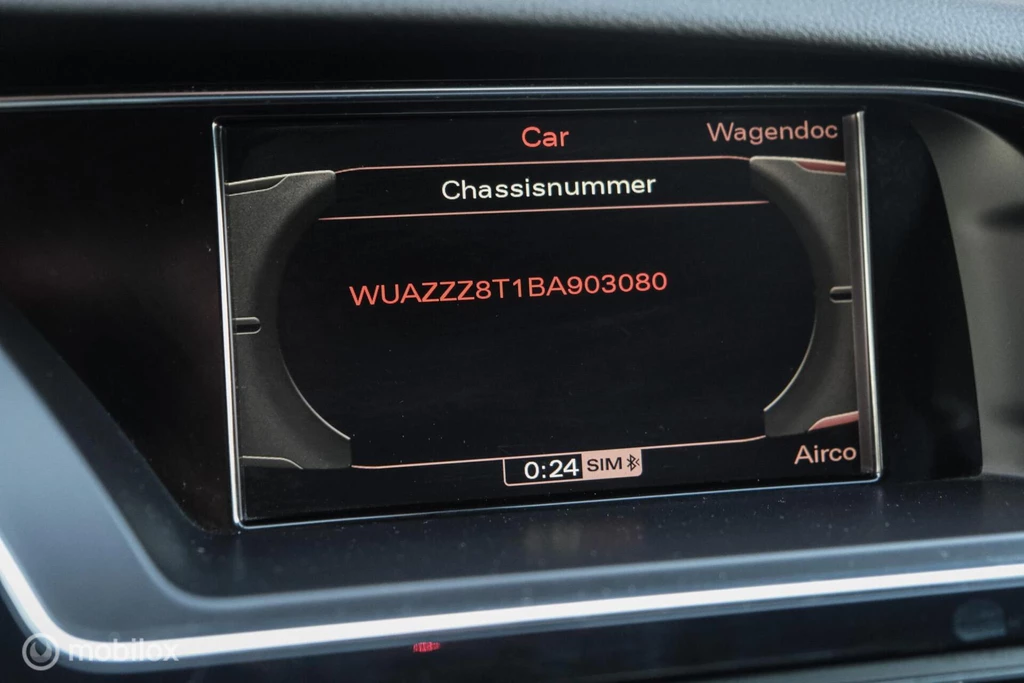 Car
Wagendoc
Chassisnummer
WUAZZZ8T1BA903080
0:24 SIM
Airco
mobilox